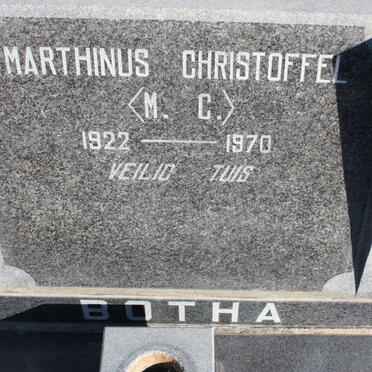 MARTHINUS CHRISTOFFEL
<M. C.>
1922 — 1970
VEILIG TUIS
BOTHA